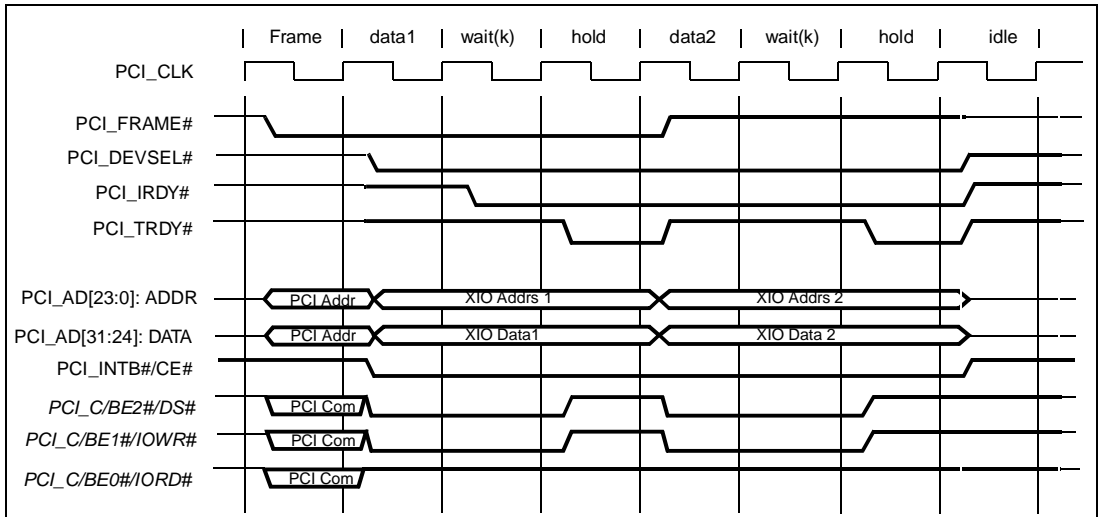 Frame data1 wait(k) hold data2 wait(k) hold idle
PCI_CLK
PCI_FRAME#
PCI_DEVSEL#
PCI_IRDY#
PCI_TRDY#
PCI_AD[23:0]: ADDR PCI Addr XIO Addrs 1 XIO Addrs 2
PCI_AD[31:24]: DATA PCI Addr XIO Data1 XIO Data 2
PCI_INTB#/CE#
PCI_C/BE2#/DS# PCI Com
PCI_C/BE1#/IOWR# PCI Com
PCI_C/BE0#/IORD# PCI Com